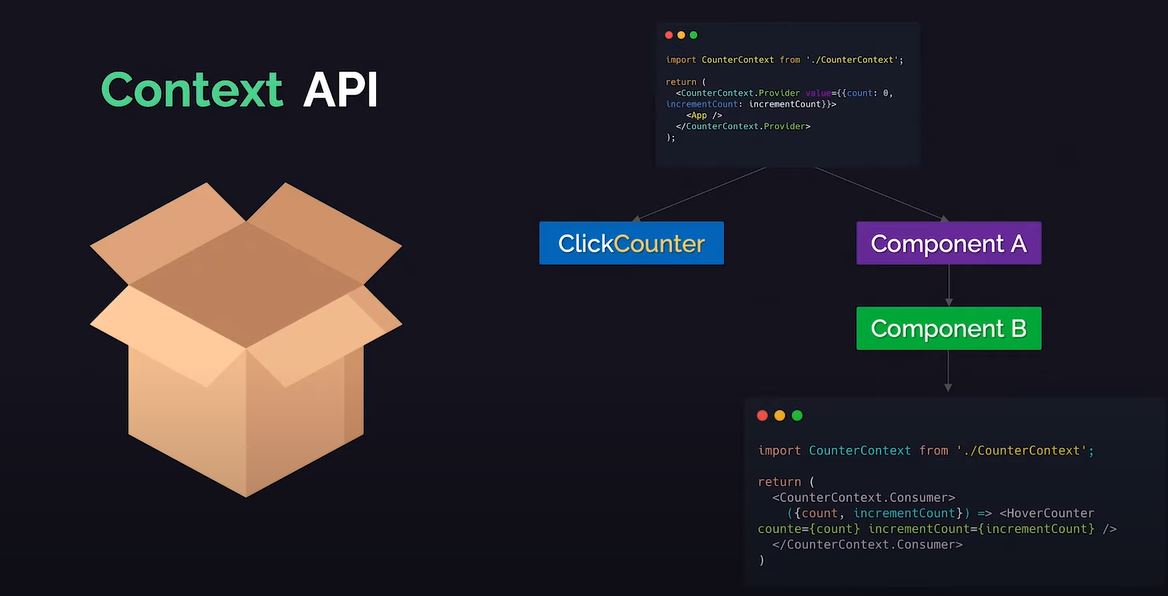 Context API
import CounterContext from './CounterContext';
return (
<CounterContext.Provider value={{count: 0,
incrementCount: incrementCount}}>
<App />
</CounterContext.Provider>
);
ClickCounter
Component A
Component B
import CounterContext from './CounterContext';
return (
<CounterContext.Consumer>
({count, incrementCount}) => <HoverCounter
counte={count} incrementCount={incrementCount} />
</CounterContext.Consumer>
)